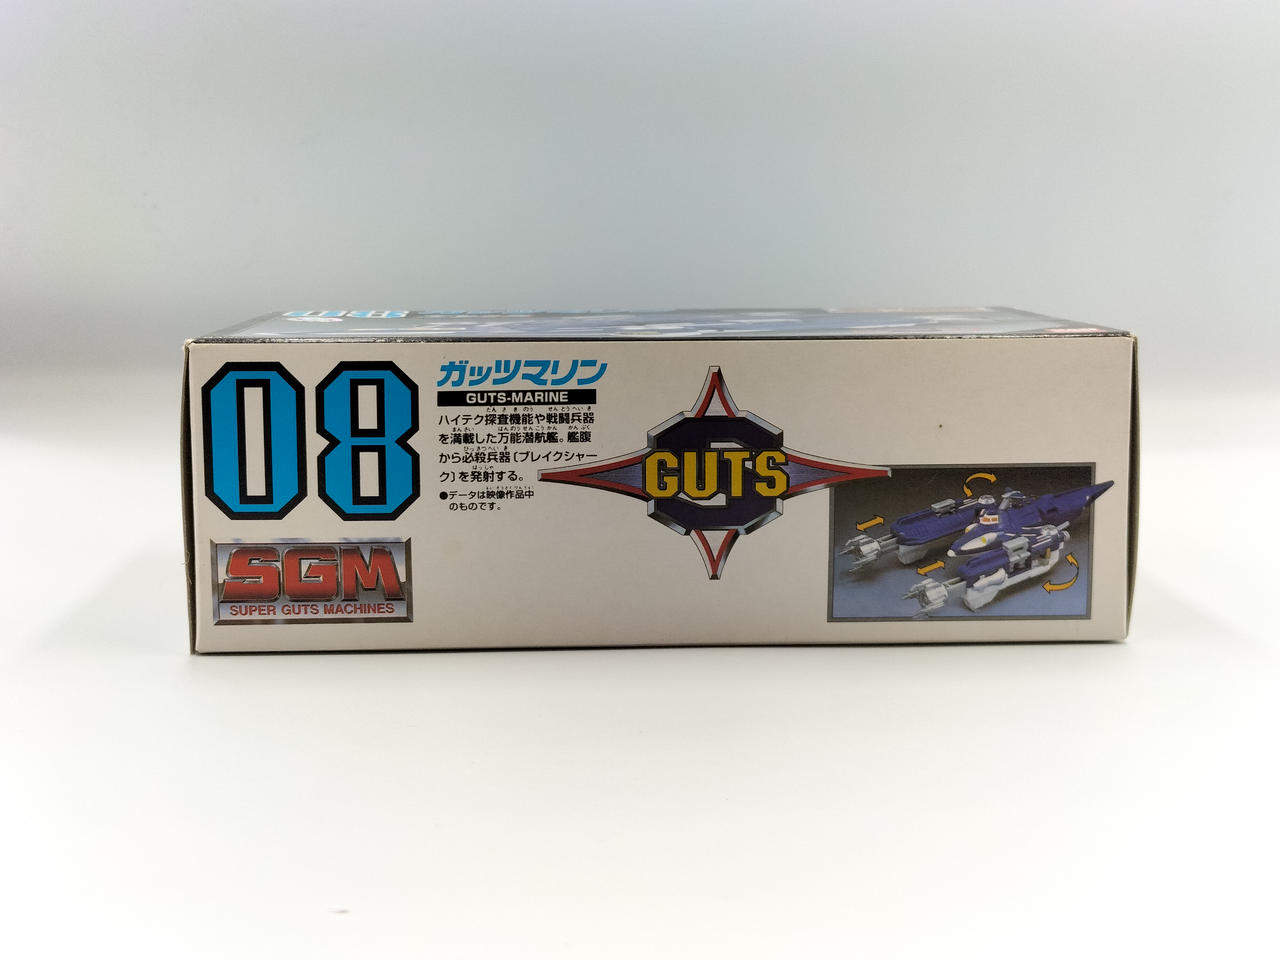 08
ガッツマリン
GUTS-MARINE
ハイテク探査機能や戦闘兵器
を満載した万能潜航艦。艦腹
から必殺兵器〔ブレイクシャー
ク〕を発射する。
●データは映像作品中
のものです。
GUTS
SGM
SUPER GUTS MACHINES